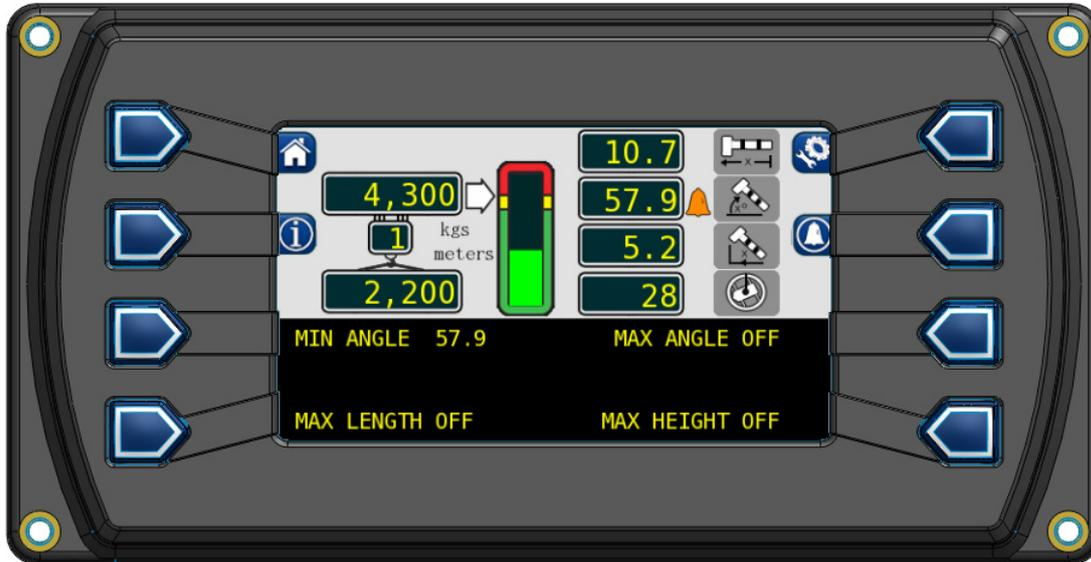 10.7
4,300
57.9
1
kgs
meters
5.2
2,200
28
MIN ANGLE 57.9
MAX ANGLE OFF
MAX LENGTH OFF
MAX HEIGHT OFF